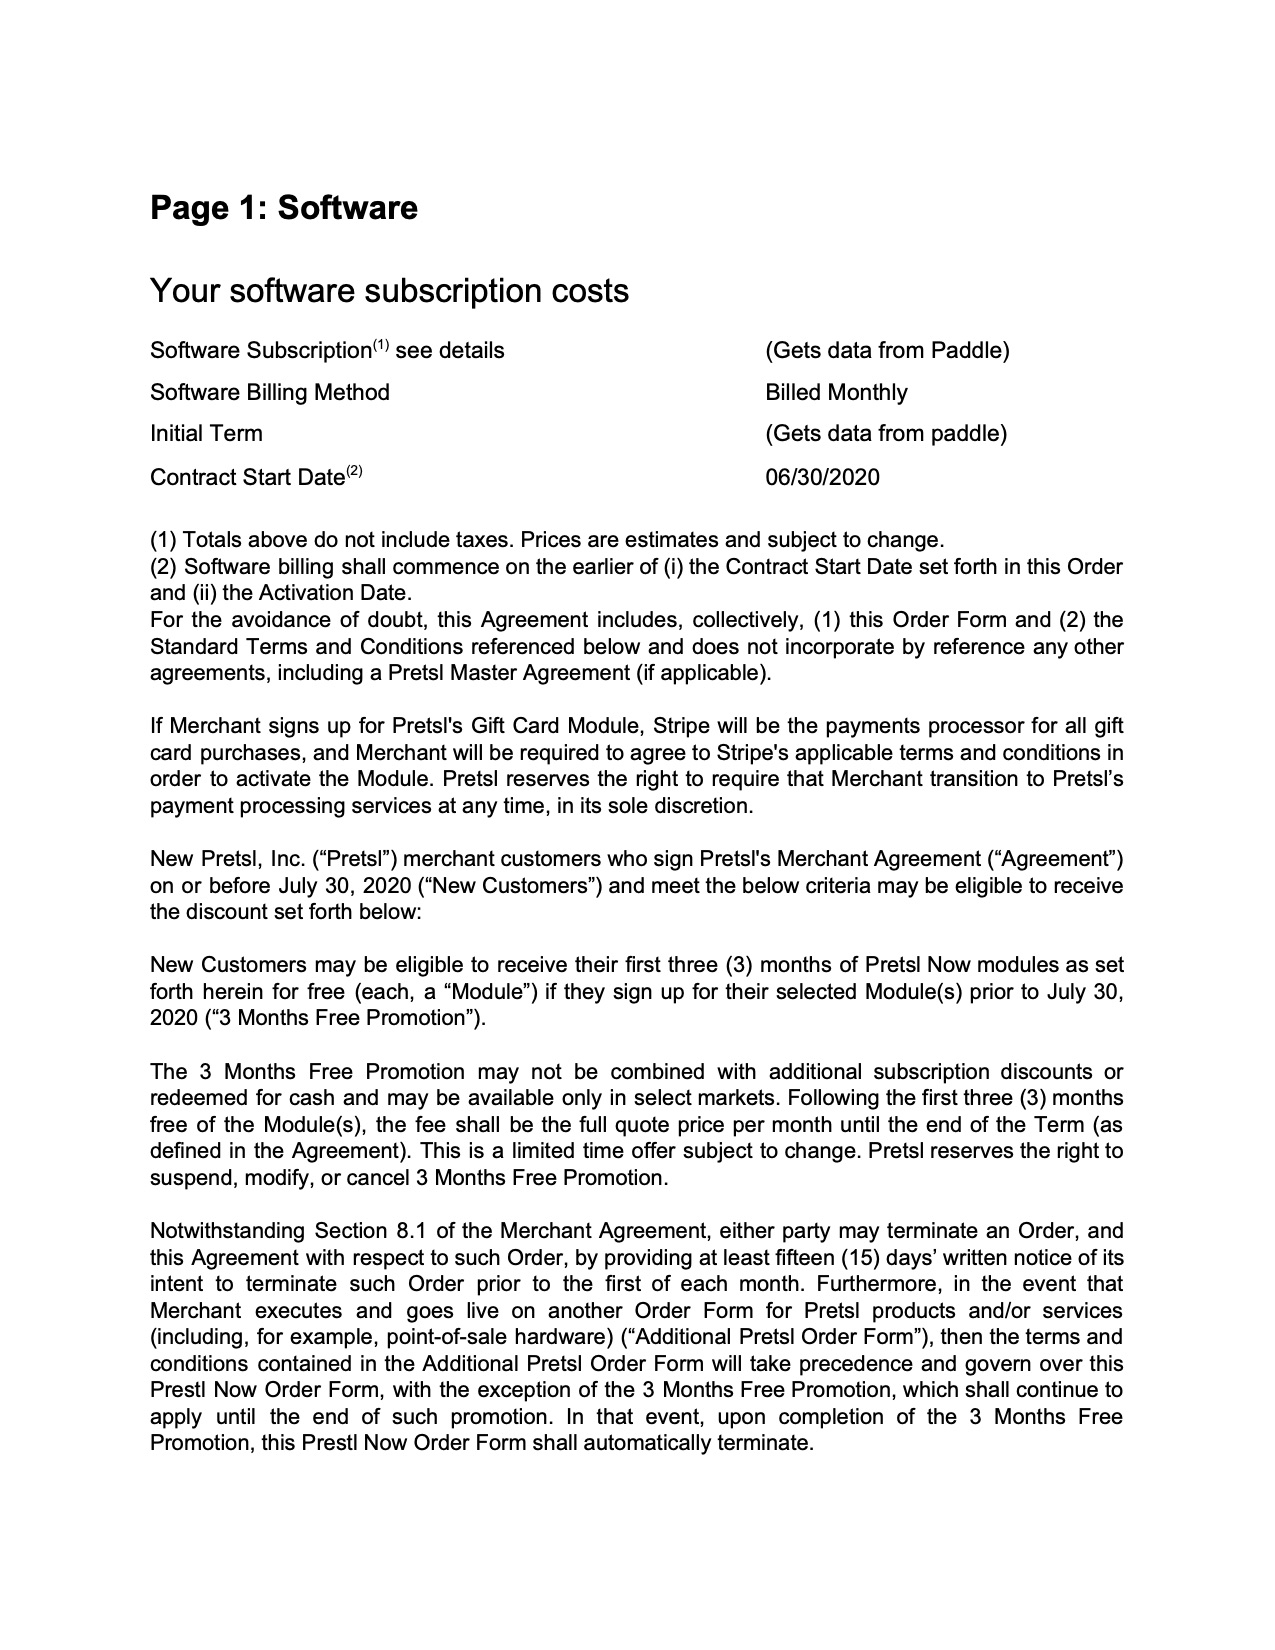 Page 1: Software
Your software subscription costs
Software Subscription(1) see details (Gets data from Paddle)
Software Billing Method Billed Monthly
Initial Term (Gets data from paddle)
Contract Start Date(2) 06/30/2020
(1) Totals above do not include taxes. Prices are estimates and subject to change.
(2) Software billing shall commence on the earlier of (i) the Contract Start Date set forth in this Order
and (ii) the Activation Date.
For the avoidance of doubt, this Agreement includes, collectively, (1) this Order Form and (2) the
Standard Terms and Conditions referenced below and does not incorporate by reference any other
agreements, including a Pretsl Master Agreement (if applicable).
If Merchant signs up for Pretsl's Gift Card Module, Stripe will be the payments processor for all gift
card purchases, and Merchant will be required to agree to Stripe's applicable terms and conditions in
order to activate the Module. Pretsl reserves the right to require that Merchant transition to Pretsl’s
payment processing services at any time, in its sole discretion.
New Pretsl, Inc. (“Pretsl”) merchant customers who sign Pretsl's Merchant Agreement (“Agreement”)
on or before July 30, 2020 (“New Customers”) and meet the below criteria may be eligible to receive
the discount set forth below:
New Customers may be eligible to receive their first three (3) months of Pretsl Now modules as set
forth herein for free (each, a “Module”) if they sign up for their selected Module(s) prior to July 30,
2020 (“3 Months Free Promotion”).
The 3 Months Free Promotion may not be combined with additional subscription discounts or
redeemed for cash and may be available only in select markets. Following the first three (3) months
free of the Module(s), the fee shall be the full quote price per month until the end of the Term (as
defined in the Agreement). This is a limited time offer subject to change. Pretsl reserves the right to
suspend, modify, or cancel 3 Months Free Promotion.
Notwithstanding Section 8.1 of the Merchant Agreement, either party may terminate an Order, and
this Agreement with respect to such Order, by providing at least fifteen (15) days’ written notice of its
intent to terminate such Order prior to the first of each month. Furthermore, in the event that
Merchant executes and goes live on another Order Form for Pretsl products and/or services
(including, for example, point-of-sale hardware) (“Additional Pretsl Order Form”), then the terms and
conditions contained in the Additional Pretsl Order Form will take precedence and govern over this
Prestl Now Order Form, with the exception of the 3 Months Free Promotion, which shall continue to
apply until the end of such promotion. In that event, upon completion of the 3 Months Free
Promotion, this Prestl Now Order Form shall automatically terminate.